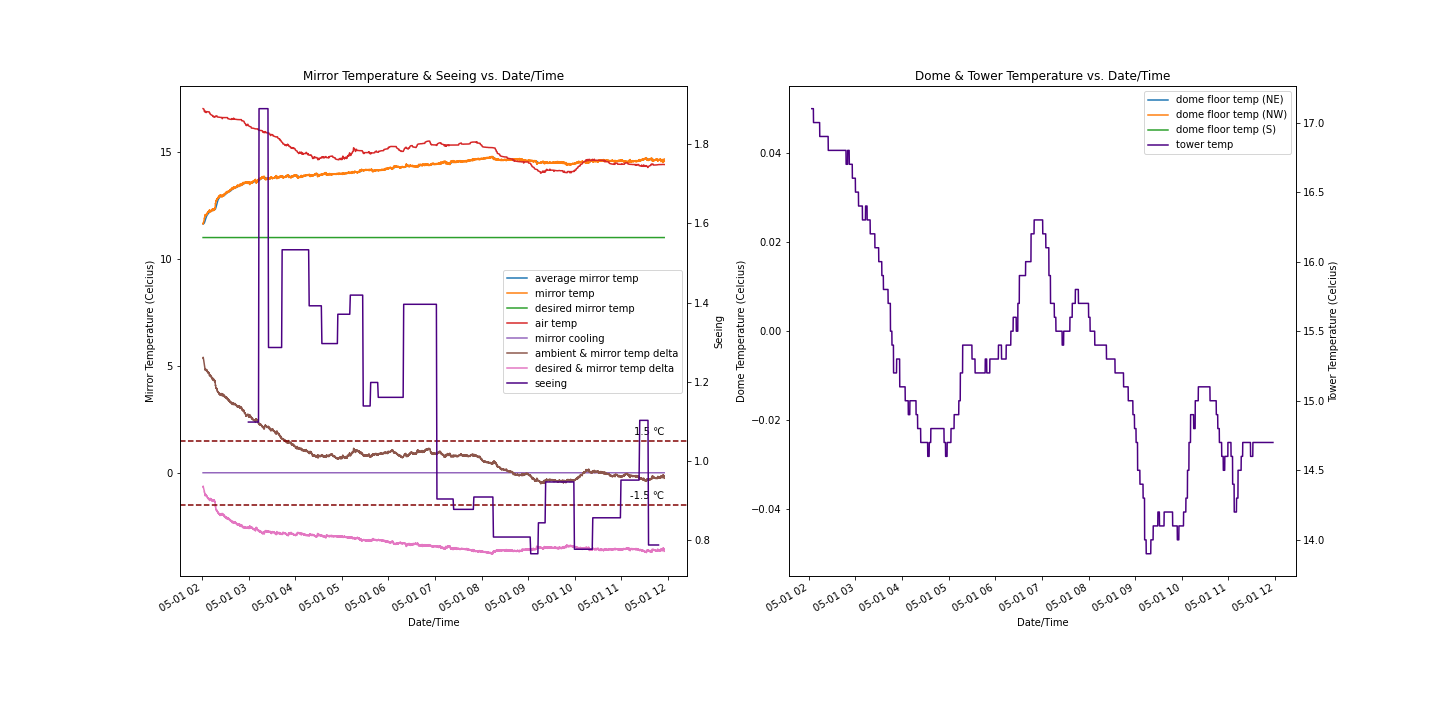 Mirror Temperature & Seeing vs. Date/Time
Mirror Temperature (Celcius)
15
10
5
0
1.8
1.6
1.4
1.2
1.0
0.8
Seeing
average mirror temp
mirror temp
desired mirror temp
air temp
mirror cooling
ambient & mirror temp delta
desired & mirror temp delta
seeing
1.5 °C
-1.5 °C
05-01 02
05-01 03
05-01 04
05-01 05
05-01 06
05-01 07
05-01 08
05-01 09
05-01 10
05-01 11
05-01 12
Date/Time
Dome & Tower Temperature vs. Date/Time
Dome Temperature (Celcius)
0.04
0.02
0.00
−0.02
−0.04
dome floor temp (NE)
dome floor temp (NW)
dome floor temp (S)
tower temp
17.0
16.5
16.0
15.5
15.0
14.5
14.0
Tower Temperature (Celcius)
05-01 02
05-01 03
05-01 04
05-01 05
05-01 06
05-01 07
05-01 08
05-01 09
05-01 10
05-01 11
05-01 12
Date/Time